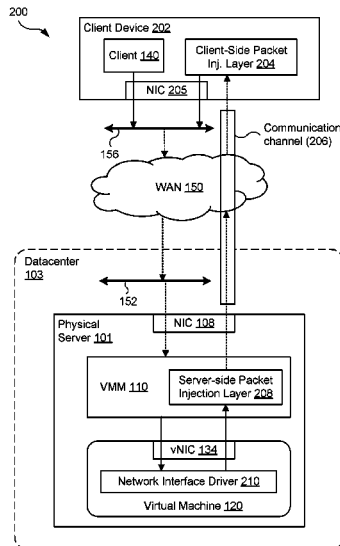 200
Client Device 202
Client 140
Client-Side Packet
Inj. Layer 204
NIC 205
156
Communication
channel (206)
WAN 150
Datacenter
103
152
Physical
Server
101
NIC 108
VMM 110
Server-side Packet
Injection Layer 208
vNIC 134
Network Interface Driver 210
Virtual Machine 120